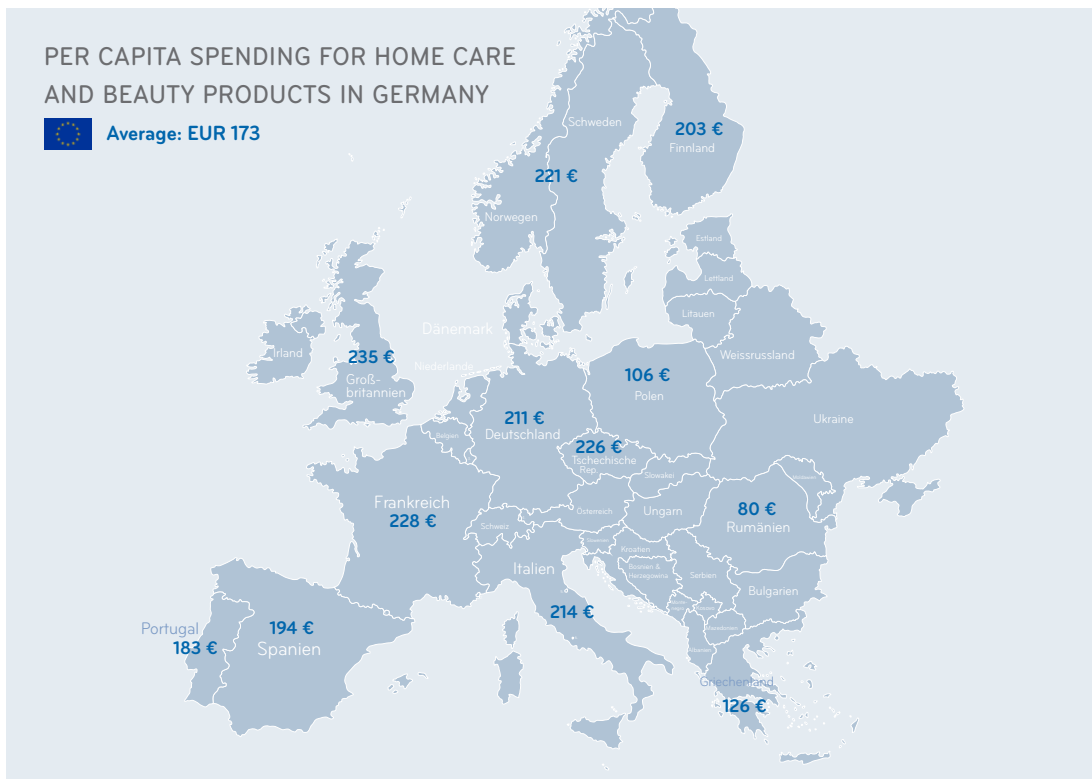 PER CAPITA SPENDING FOR HOME CARE
AND BEAUTY PRODUCTS IN GERMANY
Average: EUR 173
Schweden
203 €
Finnland
221 €
Norwegen
Estland
Lettland
Litauen
Dänemark
Weissrussland
Irland
235 €
Groß-
britannien
Niederlande
106 €
Polen
211 €
Deutschland
Ukraine
Belgien
226 €
Tschechische
Rep.
Slowakei
Frankreich
228 €
Österreich
Ungarn
80 €
Rumänien
Schweiz
Kroatien
Italien
Bosnien &
Herzegowina
Serbien
Bulgarien
214 €
Portugal
183 €
194 €
Spanien
Mazedonien
Albanien
Griechenland
126 €